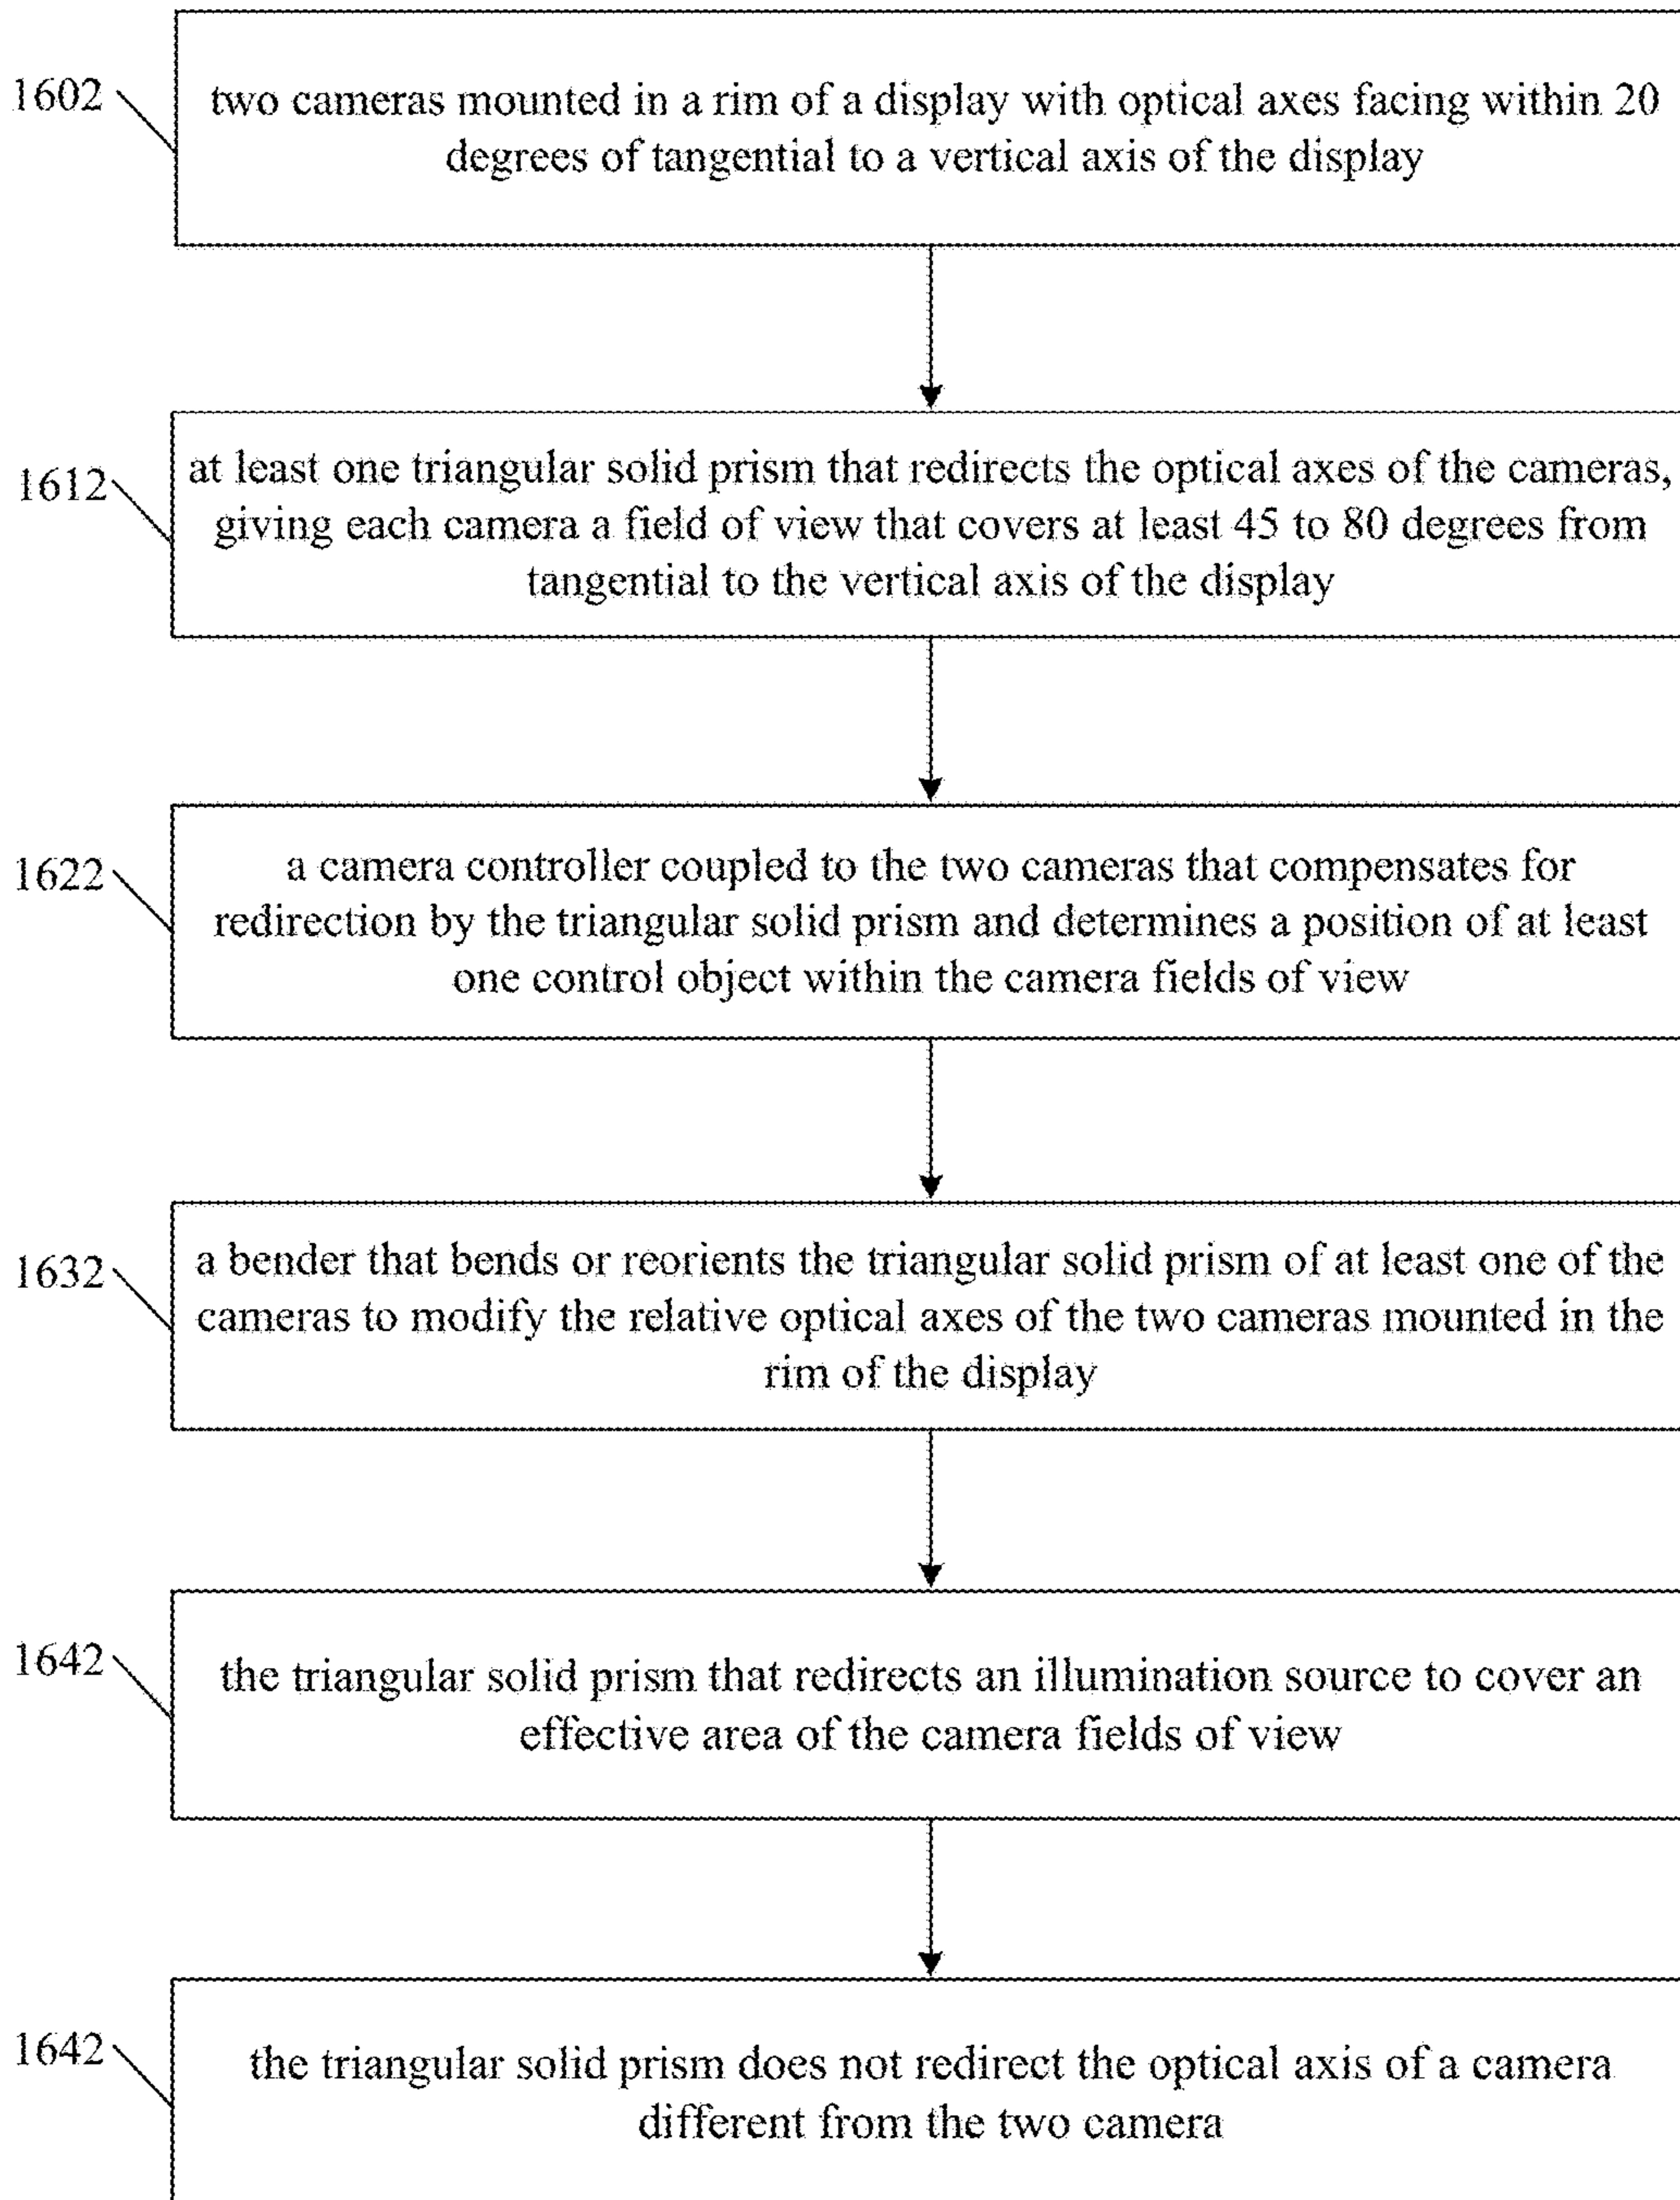 1602
two cameras mounted in a rim of a display with optical axes facing within 20
degrees of tangential to a vertical axis of the display
1612
at least one triangular solid prism that redirects the optical axes of the cameras,
giving each camera a field of view that covers at least 45 to 80 degrees from
tangential to the vertical axis of the display
1622
a camera controller coupled to the two cameras that compensates for
redirection by the triangular solid prism and determines a position of at least
one control object within the camera fields of view
1632
a bender that bends or reorients the triangular solid prism of at least one of the
cameras to modify the relative optical axes of the two cameras mounted in the
rim of the display
1642
the triangular solid prism that redirects an illumination source to cover an
effective area of the camera fields of view
1642
the triangular solid prism does not redirect the optical axis of a camera
different from the two camera